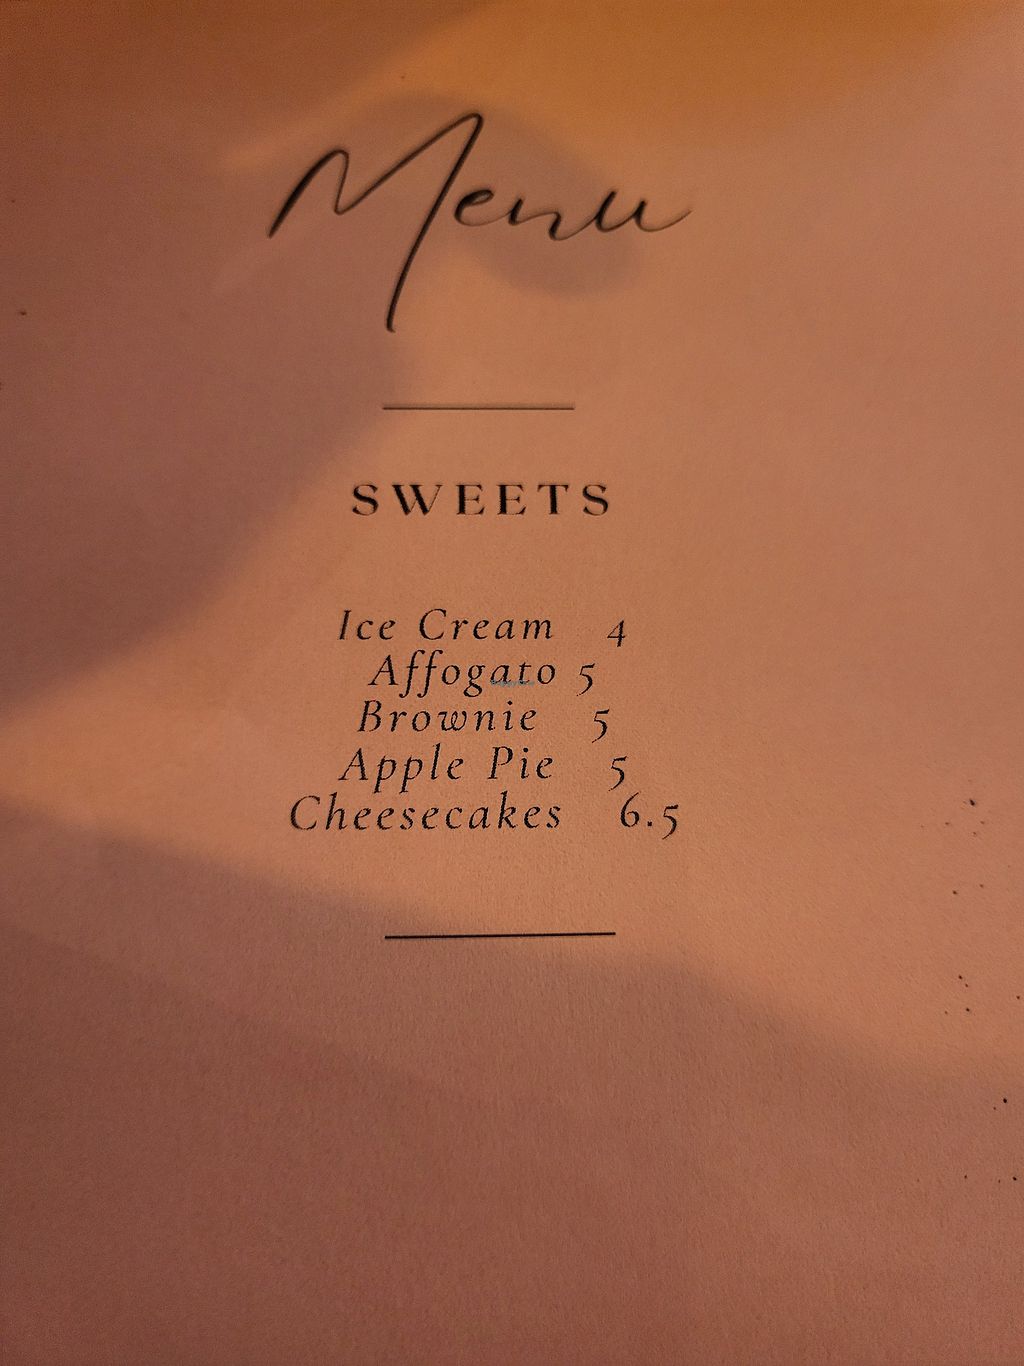 Menu
SWEETS
Ice Cream 4
Affogato 5
Brownie 5
Apple Pie 5
Cheesecakes 6.5